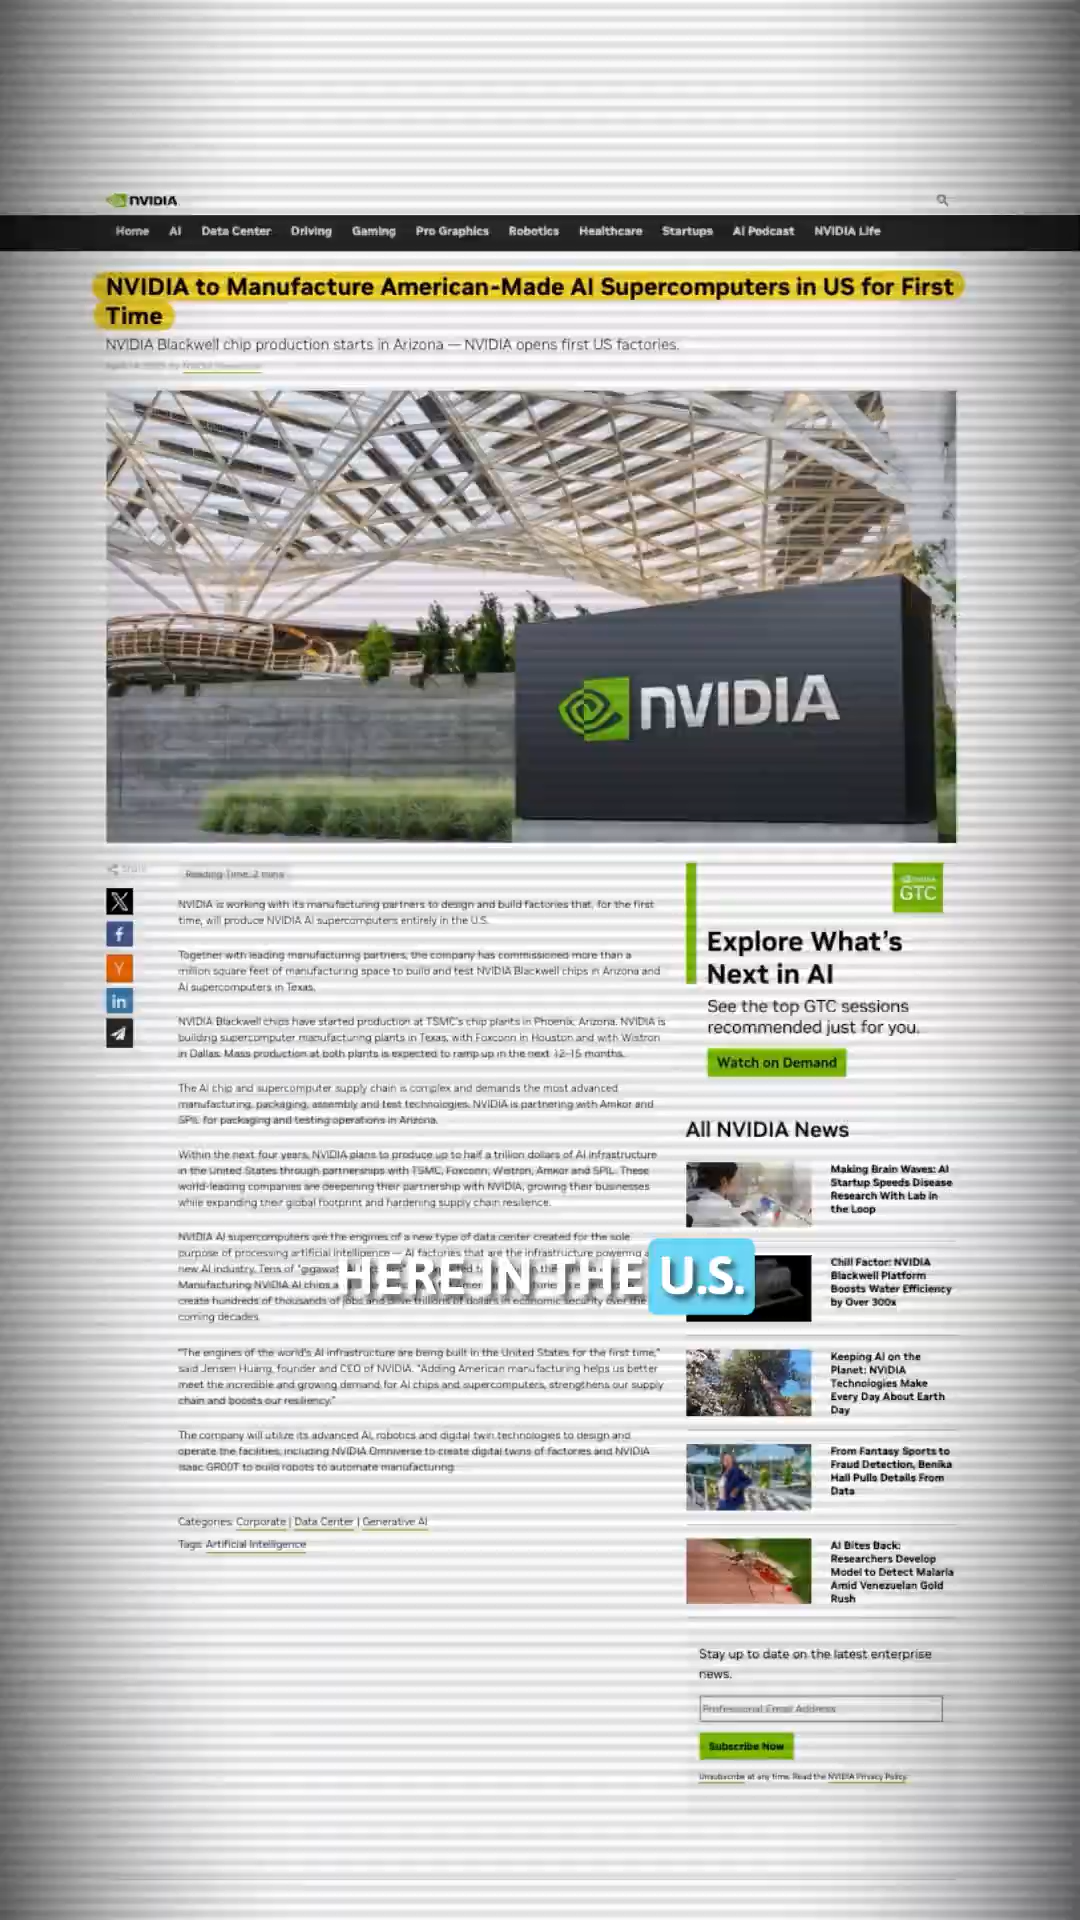 NVIDIA
Home AI Data Center Driving Gaming Pro Graphics Robotics Healthcare Startups AI Podcast NVIDIA Life
NVIDIA to Manufacture American-Made AI Supercomputers in US for First
Time
NVIDIA Blackwell chip production starts in Arizona — NVIDIA opens first US factories.
NVIDIA
Share
Reading Time: 2 mins
NVIDIA is working with its manufacturing partners to design and build factories that, for the first
time, will produce NVIDIA AI supercomputers entirely in the U.S.
Together with leading manufacturing partners, the company has commissioned more than a
million square feet of manufacturing space to build and test NVIDIA Blackwell chips in Arizona and
AI supercomputers in Texas.
NVIDIA Blackwell chips have started production at TSMC's chip plants in Phoenix, Arizona. NVIDIA is
building supercomputer manufacturing plants in Texas, with Foxconn in Houston and with Wistron
in Dallas. Mass production at both plants is expected to ramp up in the next 12-15 months.
The AI chip and supercomputer supply chain is complex and demands the most advanced
manufacturing, packaging, assembly and test technologies. NVIDIA is partnering with Amkor and
SPIL for packaging and testing operations in Arizona.
Within the next four years, NVIDIA plans to produce up to half a trillion dollars of AI infrastructure
in the United States through partnerships with TSMC, Foxconn, Wistron, Amkor and SPIL. These
world-leading companies are deepening their partnership with NVIDIA, growing their businesses
while expanding their global footprint and hardening supply chain resilience.
NVIDIA AI supercomputers are the engines of a new type of data center created for the sole
purpose of processing artificial intelligence — AI factories that are the infrastructure powering a
new AI industry. Tens of "gigawat
Manufacturing NVIDIA AI chips a
create hundreds of thousands of jobs and drive trillions of dollars in economic security over the
coming decades.
HERE IN THE U.S.
"The engines of the world's AI infrastructure are being built in the United States for the first time,"
said Jensen Huang, founder and CEO of NVIDIA. "Adding American manufacturing helps us better
meet the incredible and growing demand for AI chips and supercomputers, strengthens our supply
chain and boosts our resiliency."
The company will utilize its advanced AI, robotics and digital twin technologies to design and
operate the facilities, including NVIDIA Omniverse to create digital twins of factories and NVIDIA
Isaac GR00T to build robots to automate manufacturing.
Categories: Corporate | Data Center | Generative AI
Tags: Artificial Intelligence
NVIDIA
GTC
Explore What's
Next in AI
See the top GTC sessions
recommended just for you.
Watch on Demand
All NVIDIA News
Making Brain Waves: AI
Startup Speeds Disease
Research With Lab in
the Loop
Chill Factor: NVIDIA
Blackwell Platform
Boosts Water Efficiency
by Over 300x
Keeping AI on the
Planet: NVIDIA
Technologies Make
Every Day About Earth
Day
From Fantasy Sports to
Fraud Detection, Benika
Hall Pulls Details From
Data
AI Bites Back:
Researchers Develop
Model to Detect Malaria
Amid Venezuelan Gold
Rush
Stay up to date on the latest enterprise
news.
Professional Email Address
Subscribe Now
Unsubscribe at any time. Read the NVIDIA Privacy Policy.